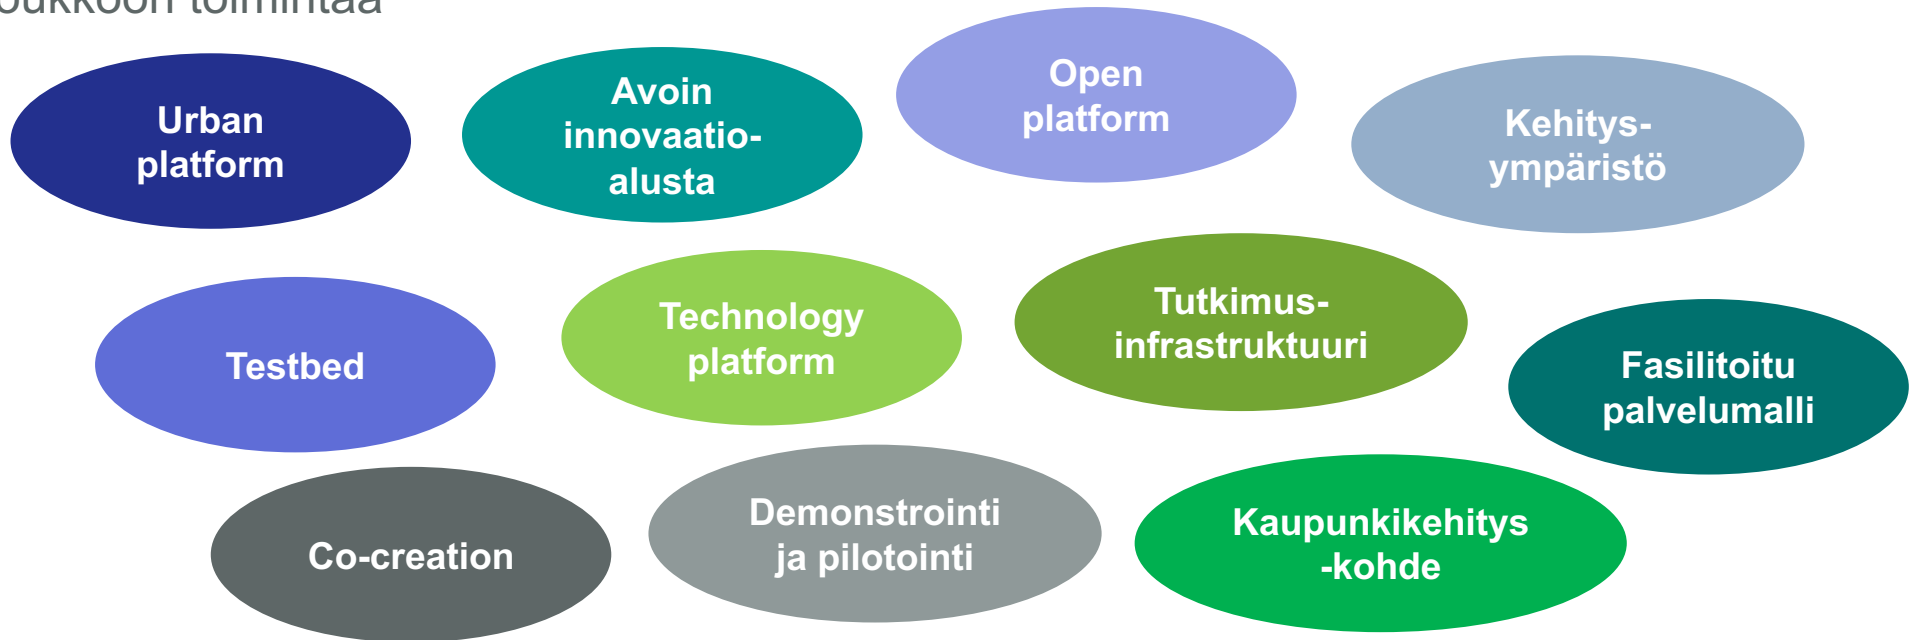 toimintaa
Urban
platform
Avoin
innovaatio-
alusta
Open
platform
Kehitys-
ympäristö
Testbed
Technology
platform
Tutkimus-
infrastruktuuri
Fasilitoitu
palvelumalli
Co-creation
Demonstrointi
ja pilotointi
Kaupunkikehitys
-kohde